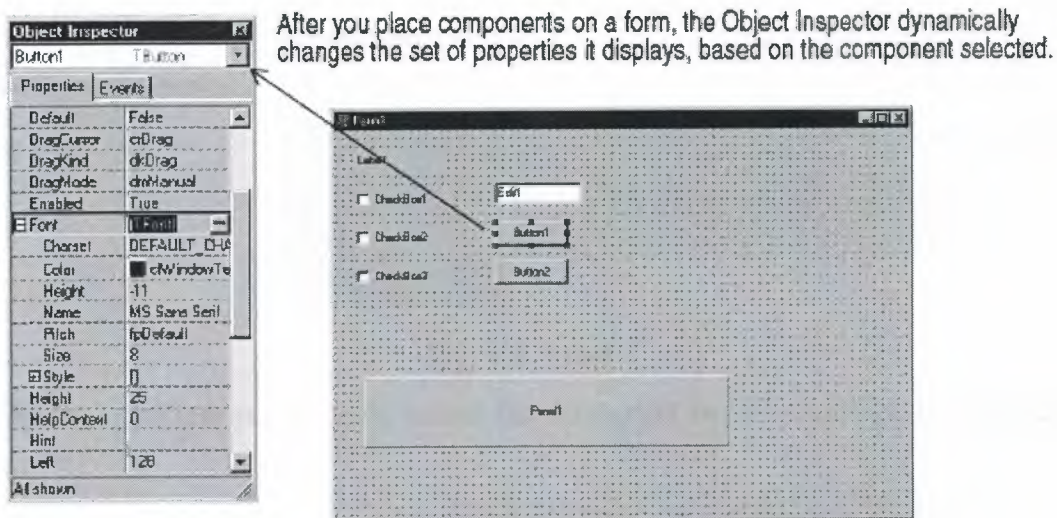 After you place components on a form, the Object Inspector dynamically
changes the set of properties it displays, based on the component selected.
Object Inspector
Button1 TButton
Properties Events
Default False
DragCursor crDrag
DragKind dkDrag
DragMode dmManual
Enabled True
Font
Charset DEFAULT_CHA
Color clWindowTe
Height -11
Name MS Sans Serif
Pitch fpDefault
Size 8
Style []
Height 25
HelpContext 0
Hint
Left 128
All shown
Label1
CheckBox1 Edit1
CheckBox2 Button1
CheckBox3 Button2
Panel1